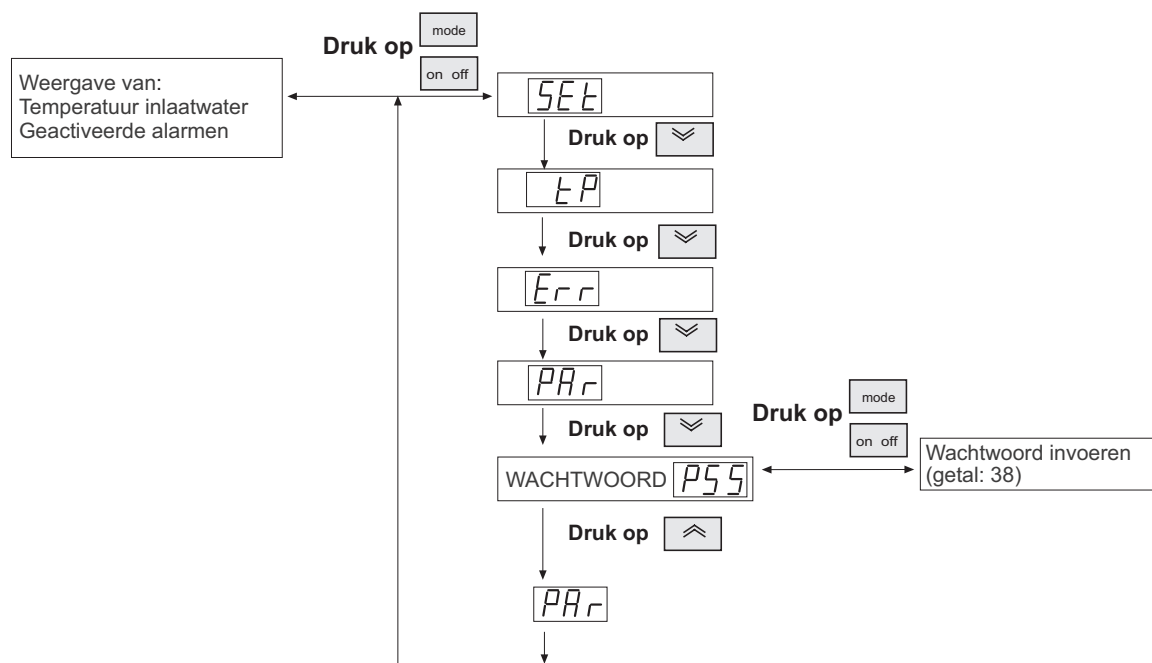 Druk op
mode
on off
Weergave van:
Temperatuur inlaatwater
Geactiveerde alarmen
SEt
Druk op
tP
Druk op
Err
Druk op
PAr
Druk op
Druk op
mode
on off
WACHTWOORD PSS
Wachtwoord invoeren
(getal: 38)
Druk op
PAr